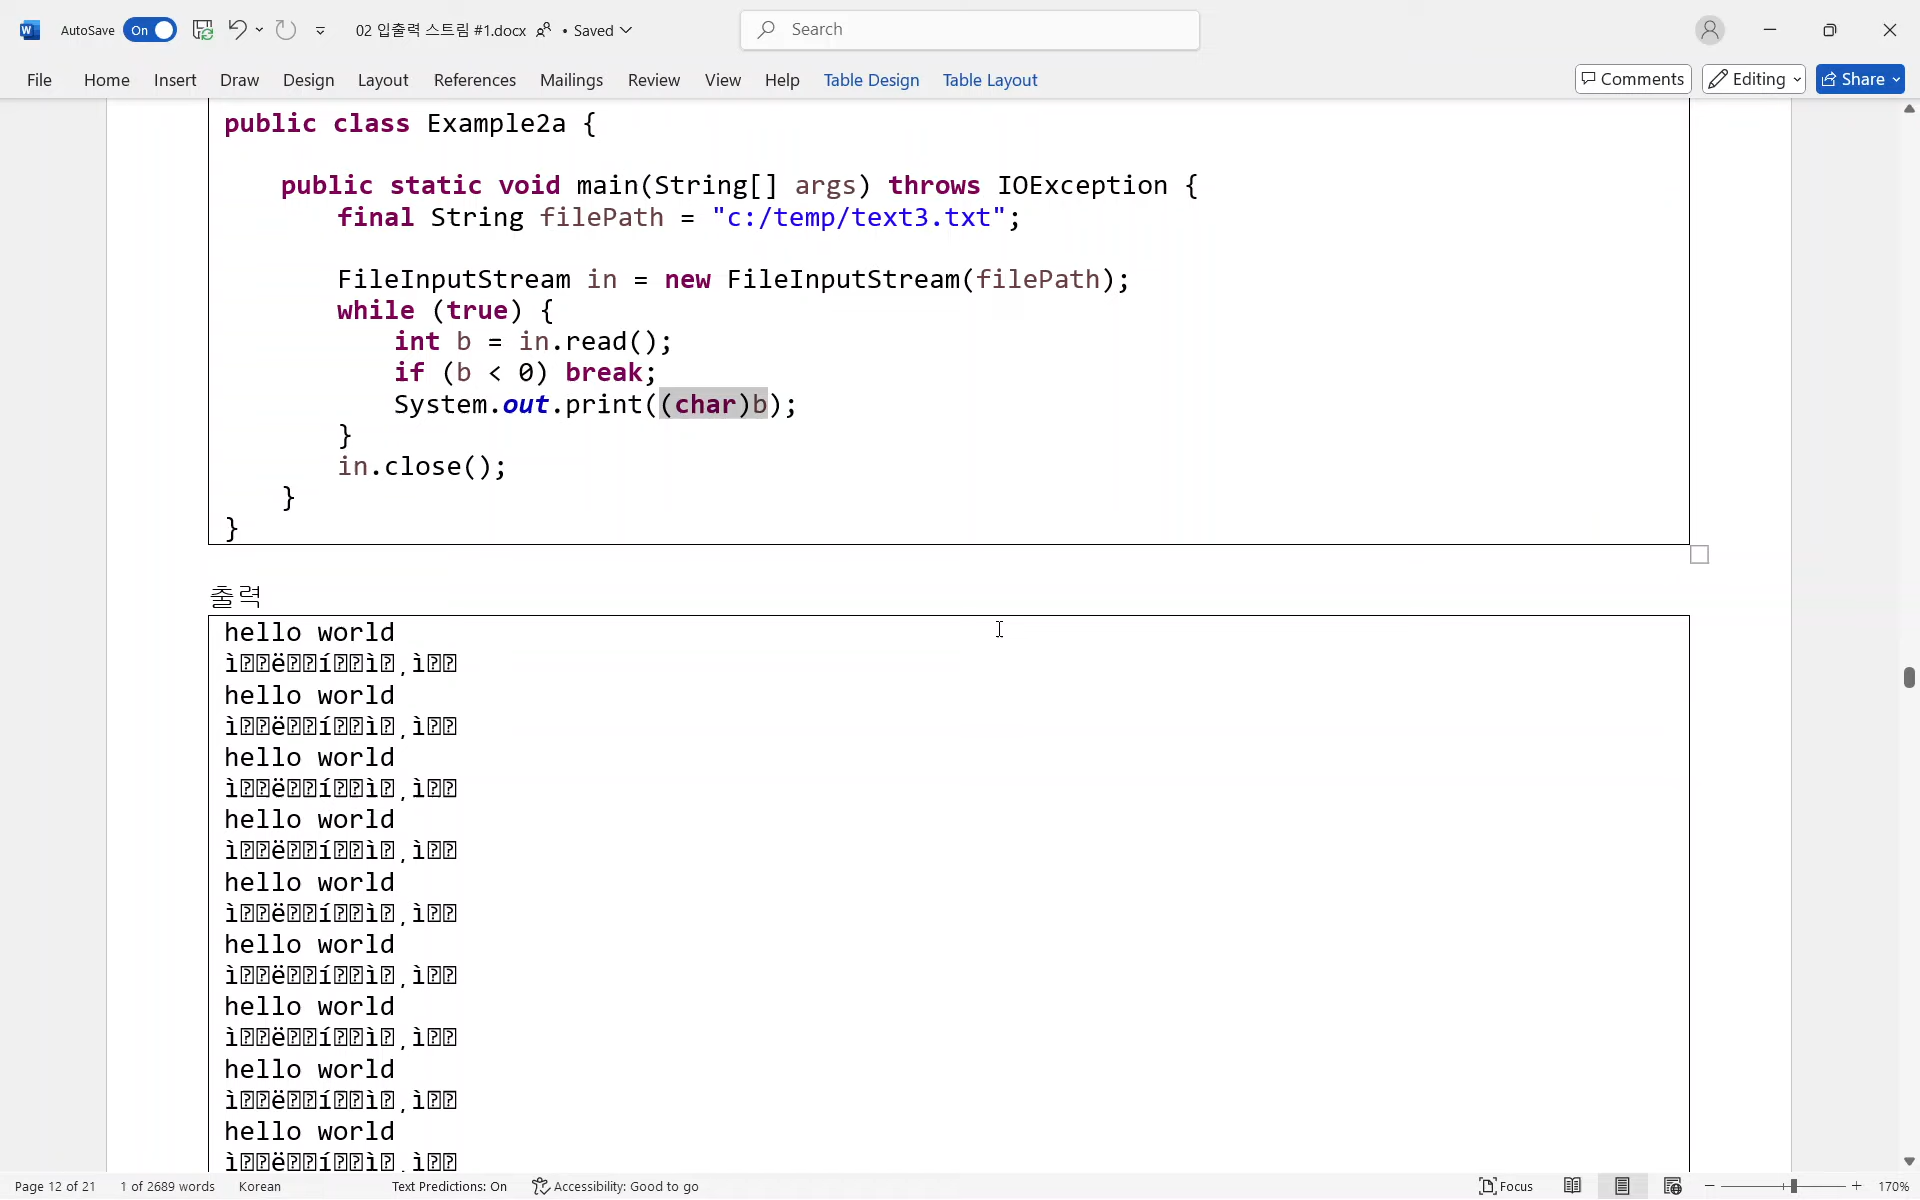 AutoSave On 02 입출력 스트림 #1.docx • Saved Search
File Home Insert Draw Design Layout References Mailings Review View Help Table Design Table Layout Comments Editing Share
public class Example2a {
public static void main(String[] args) throws IOException {
final String filePath = "c:/temp/text3.txt";
FileInputStream in = new FileInputStream(filePath);
while (true) {
int b = in.read();
if (b < 0) break;
System.out.print((char)b);
}
in.close();
}
}
출력
hello world
ì��ë��í��ì�¸ì��
hello world
ì��ë��í��ì�¸ì��
hello world
ì��ë��í��ì�¸ì��
hello world
ì��ë��í��ì�¸ì��
hello world
ì��ë��í��ì�¸ì��
hello world
ì��ë��í��ì�¸ì��
hello world
ì��ë��í��ì�¸ì��
hello world
ì��ë��í��ì�¸ì��
hello world
ì��ë��í��ì�¸ì��
Page 12 of 21 1 of 2689 words Korean Text Predictions: On Accessibility: Good to go Focus 170%